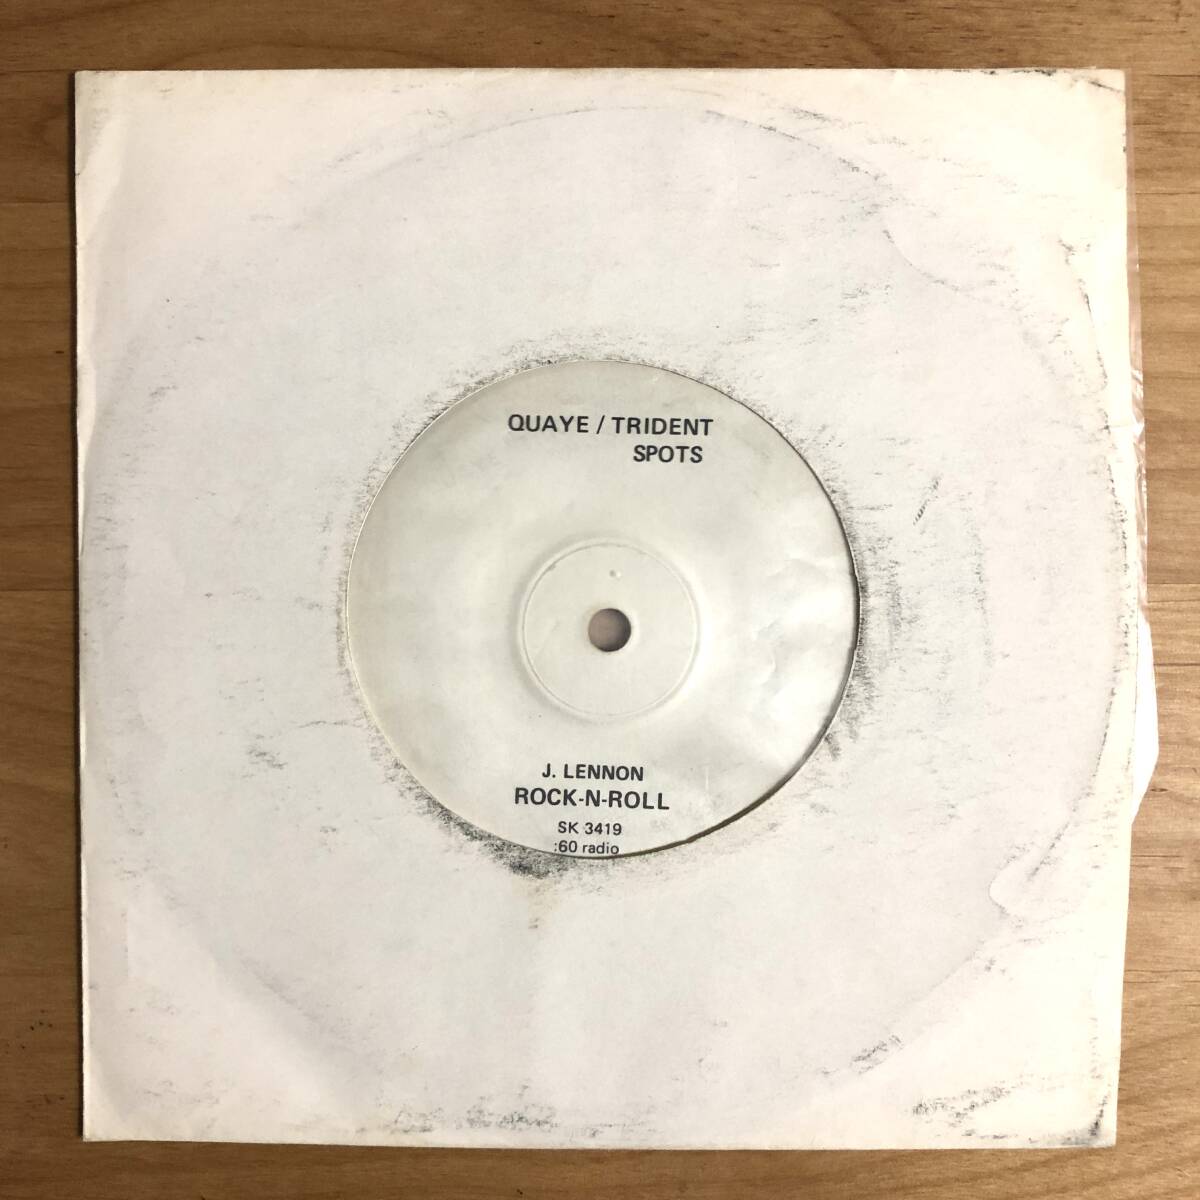 QUAYE / TRIDENT
SPOTS
J. LENNON
ROCK-N-ROLL
SK 3419
:60 radio